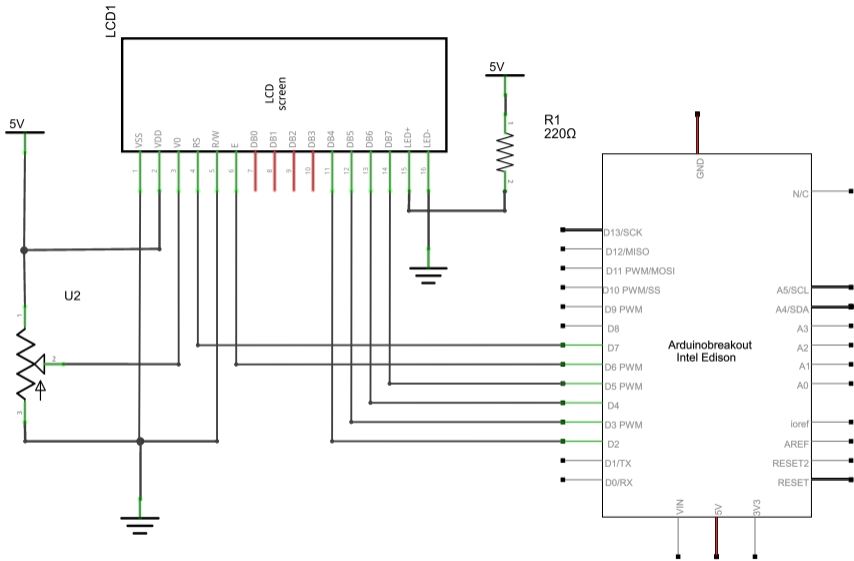 LCD1
5V
LCD
screen
VSS
VDD
V0
RS
R/W
E
DB0
DB1
DB2
DB3
DB4
DB5
DB6
DB7
LED+
LED-
1
2
3
4
5
6
7
8
9
10
11
12
13
14
15
16
5V
1
2
R1
220Ω
U2
1
2
3
GND
N/C
D13/SCK
D12/MISO
D11 PWM/MOSI
D10 PWM/SS
D9 PWM
D8
D7
D6 PWM
D5 PWM
D4
D3 PWM
D2
D1/TX
D0/RX
Arduinobreakout
Intel Edison
A5/SCL
A4/SDA
A3
A2
A1
A0
ioref
AREF
RESET2
RESET
VIN
5V
3V3